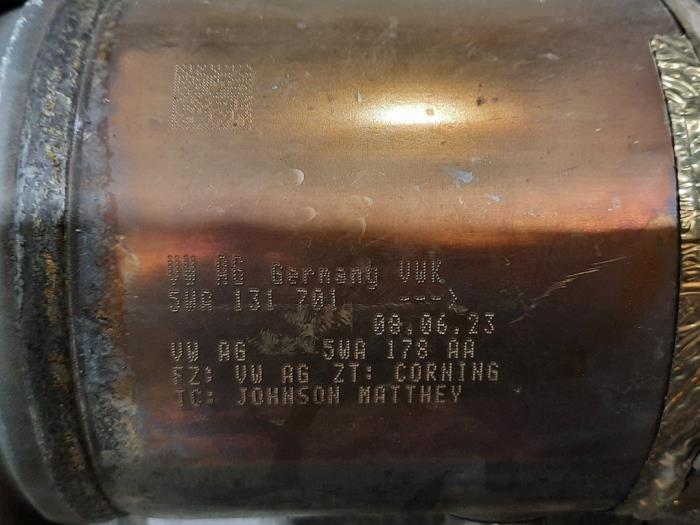 VW AG Germany VWK
5WA 131 701 --->
08.06.23
VW AG 5WA 178 AA
FZ: VW AG ZT: CORNING
TC: JOHNSON MATTHEY